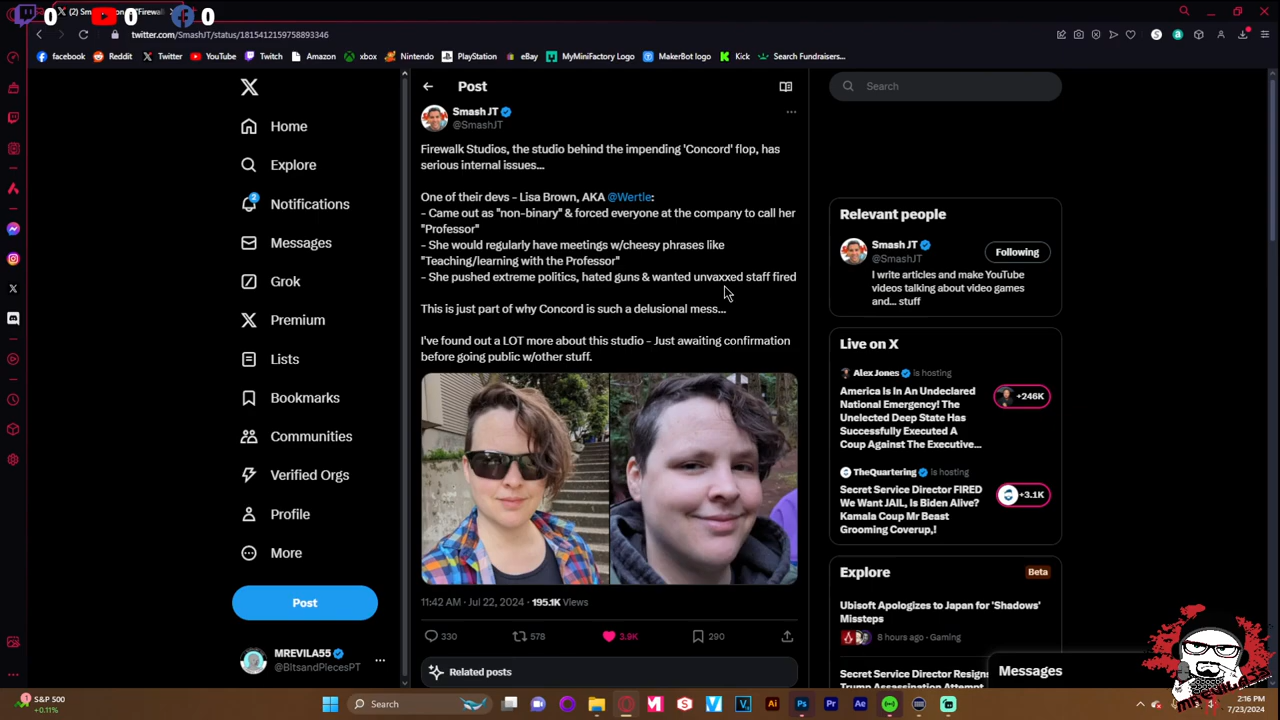 0 0 0
twitter.com/SmashJT/status/1815412159758893346
facebook Reddit Twitter YouTube Twitch Amazon xbox Nintendo PlayStation eBay MyMiniFactory Logo MakerBot logo Kick Search Fundraisers...
X
Home
Explore
2
Notifications
Messages
Grok
Premium
Lists
Bookmarks
Communities
Verified Orgs
Profile
More
Post
MREVILA55
@BItsandPIecesPT
Post
Smash JT
@SmashJT
Firewalk Studios, the studio behind the impending 'Concord' flop, has
serious internal issues...
One of their devs - Lisa Brown, AKA @Wertle:
- Came out as "non-binary" & forced everyone at the company to call her
"Professor"
- She would regularly have meetings w/cheesy phrases like
"Teaching/learning with the Professor"
- She pushed extreme politics, hated guns & wanted unvaxxed staff fired
This is just part of why Concord is such a delusional mess...
I've found out a LOT more about this studio - Just awaiting confirmation
before going public w/other stuff.
11:42 AM · Jul 22, 2024 · 195.1K Views
330 578 3.9K 290
Related posts
Search
Relevant people
Smash JT
@SmashJT
Following
I write articles and make YouTube
videos talking about video games
and... stuff
Live on X
Alex Jones is hosting
America Is In An Undeclared
National Emergency! The
Unelected Deep State Has
Successfully Executed A
Coup Against The Executive...
+246K
TheQuartering is hosting
Secret Service Director FIRED
We Want JAIL, Is Biden Alive?
Kamala Coup Mr Beast
Grooming Coverup,!
+3.1K
Explore
Beta
Ubisoft Apologizes to Japan for 'Shadows'
Missteps
8 hours ago · Gaming
Secret Service Director Resigns
Messages
S&P 500
+0.11%
Search
2:16 PM
7/23/2024